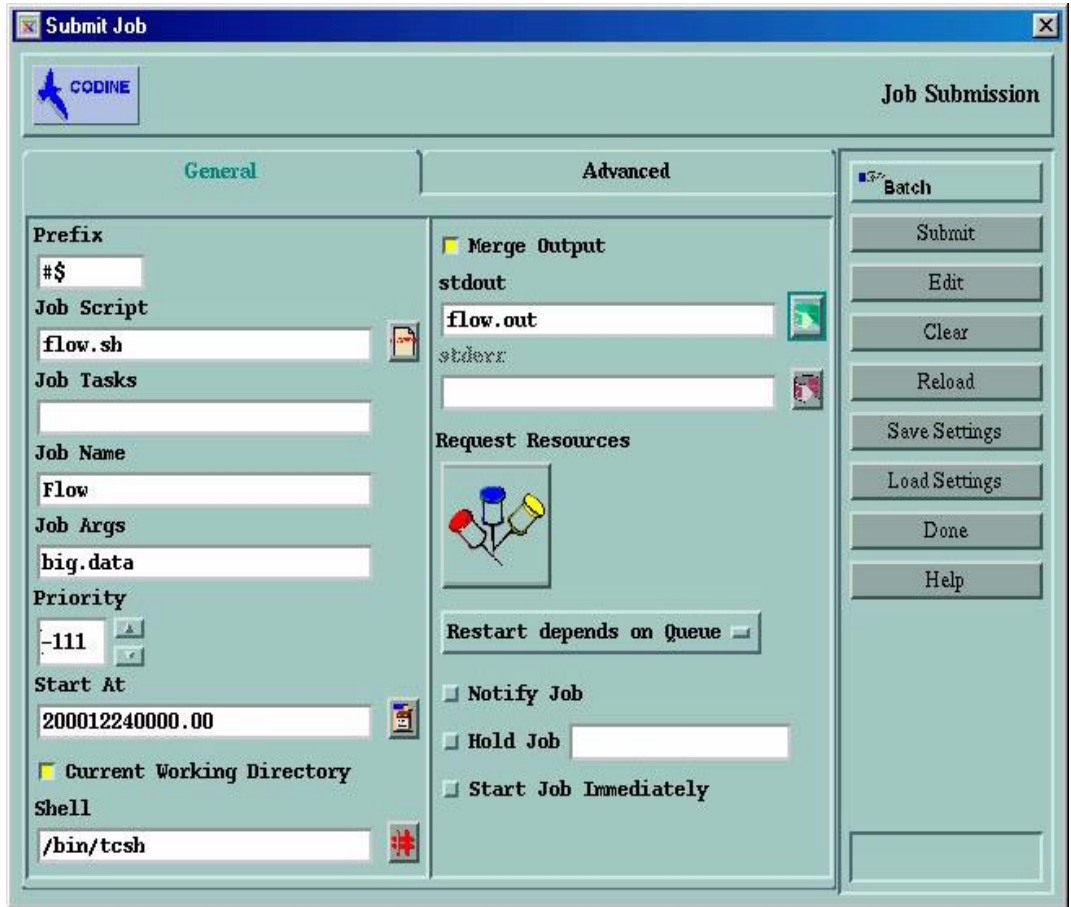 Submit Job
CODINE
Job Submission
General
Advanced
Prefix
#$
Job Script
flow.sh
Job Tasks
Job Name
Flow
Job Args
big.data
Priority
-111
Start At
200012240000.00
Current Working Directory
Shell
/bin/tcsh
Merge Output
stdout
flow.out
stderr
Request Resources
Restart depends on Queue
Notify Job
Hold Job
Start Job Immediately
Batch
Submit
Edit
Clear
Reload
Save Settings
Load Settings
Done
Help